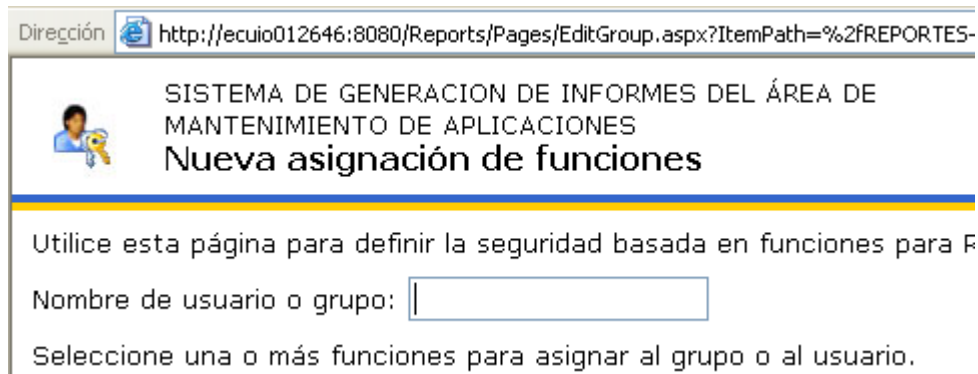 Dirección http://ecuio012646:8080/Reports/Pages/EditGroup.aspx?ItemPath=%2fREPORTES-
SISTEMA DE GENERACION DE INFORMES DEL ÁREA DE
MANTENIMIENTO DE APLICACIONES
Nueva asignación de funciones
Utilice esta página para definir la seguridad basada en funciones para
Nombre de usuario o grupo:
Seleccione una o más funciones para asignar al grupo o al usuario.